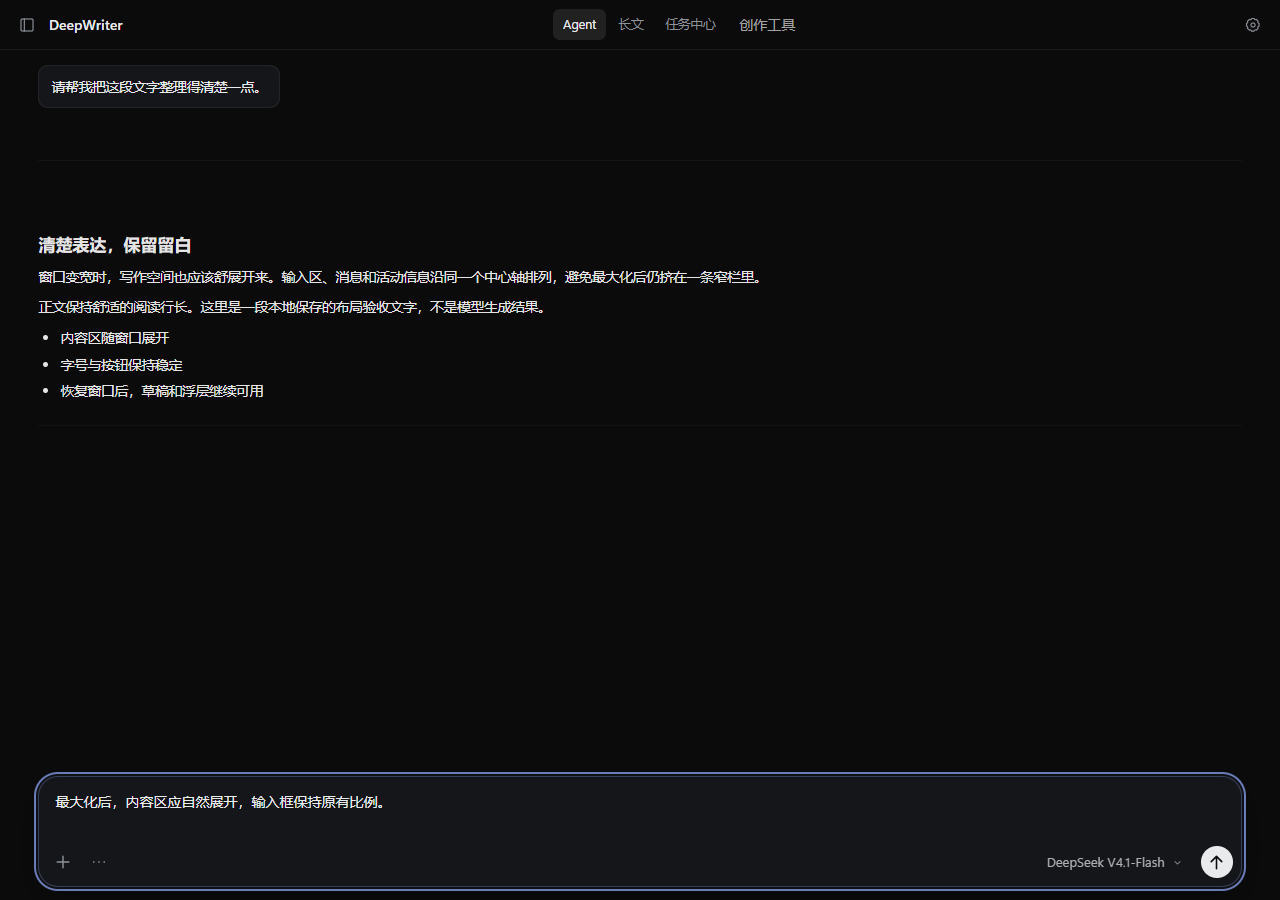 DeepWriter
Agent
长文
任务中心
创作工具
请帮我把这段文字整理得清楚一点。
清楚表达，保留留白
窗口变宽时，写作空间也应该舒展开来。输入区、消息和活动信息沿同一个中心轴排列，避免最大化后仍挤在一条窄栏里。
正文保持舒适的阅读行长。这里是一段本地保存的布局验收文字，不是模型生成结果。
内容区随窗口展开
字号与按钮保持稳定
恢复窗口后，草稿和浮层继续可用
最大化后，内容区应自然展开，输入框保持原有比例。
DeepSeek V4.1-Flash